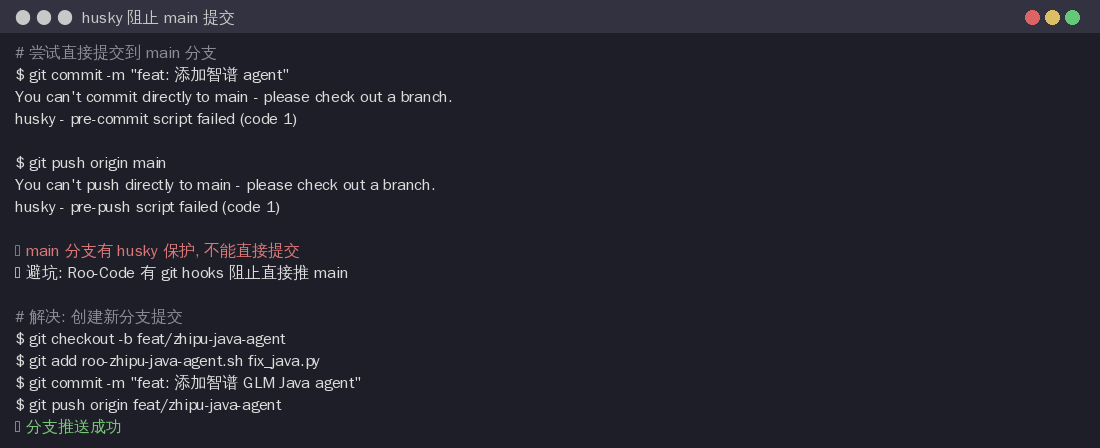 husky 阻止 main 提交
# 尝试直接提交到 main 分支
$ git commit -m "feat: 添加智谱 agent"
You can't commit directly to main - please check out a branch.
husky - pre-commit script failed (code 1)
$ git push origin main
You can't push directly to main - please check out a branch.
husky - pre-push script failed (code 1)
main 分支有 husky 保护, 不能直接提交
避坑: Roo-Code 有 git hooks 阻止直接推 main
# 解决: 创建新分支提交
$ git checkout -b feat/zhipu-java-agent
$ git add roo-zhipu-java-agent.sh fix_java.py
$ git commit -m "feat: 添加智谱 GLM Java agent"
$ git push origin feat/zhipu-java-agent
分支推送成功